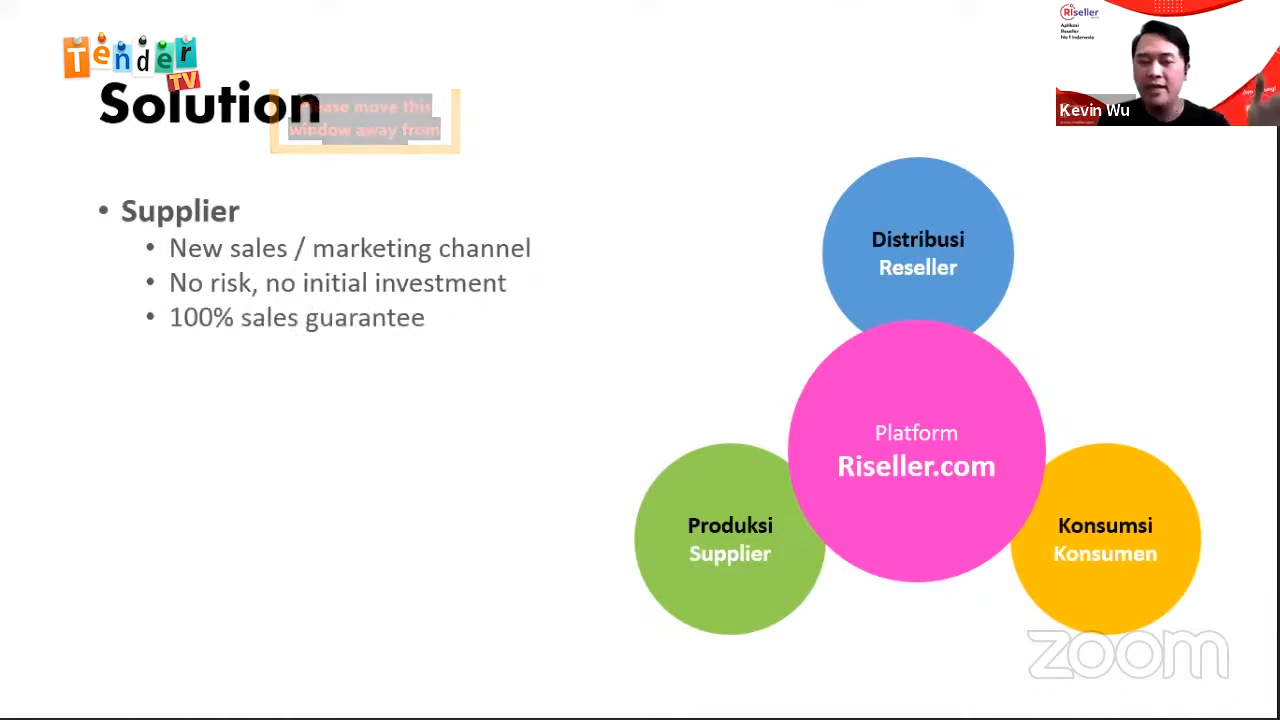 Tender
TV
Solution
Please move this
window away from
• Supplier
• New sales / marketing channel
• No risk, no initial investment
• 100% sales guarantee
Distribusi
Reseller
Platform
Riseller.com
Produksi
Supplier
Konsumsi
Konsumen
Riseller
Aplikasi
Reseller
No 1 Indonesia
Kevin Wu
zoom